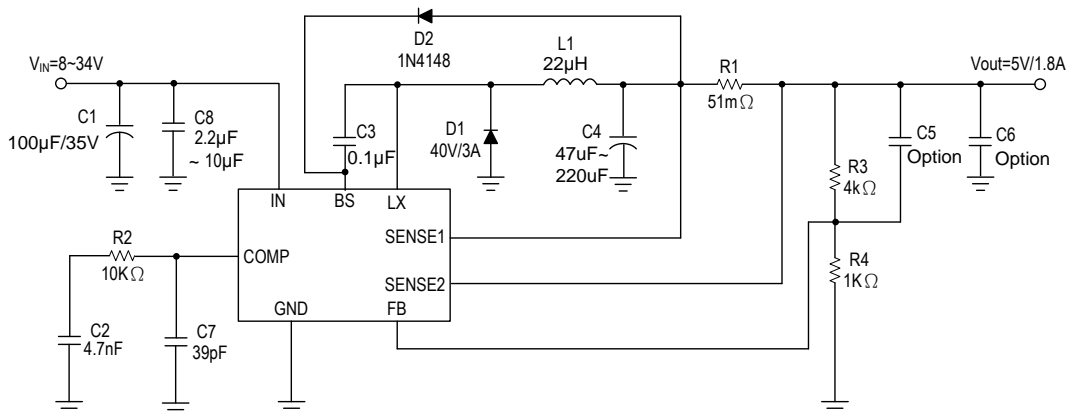 D2
1N4148
L1
22µH
R1
51mΩ
VIN=8~34V
Vout=5V/1.8A
C1
100µF/35V
C8
2.2µF
~ 10µF
C3
0.1µF
D1
40V/3A
C4
47uF~
220uF
C5
Option
C6
Option
R3
4kΩ
IN
BS
LX
SENSE1
R2
10KΩ
COMP
SENSE2
R4
1KΩ
GND
FB
C2
4.7nF
C7
39pF